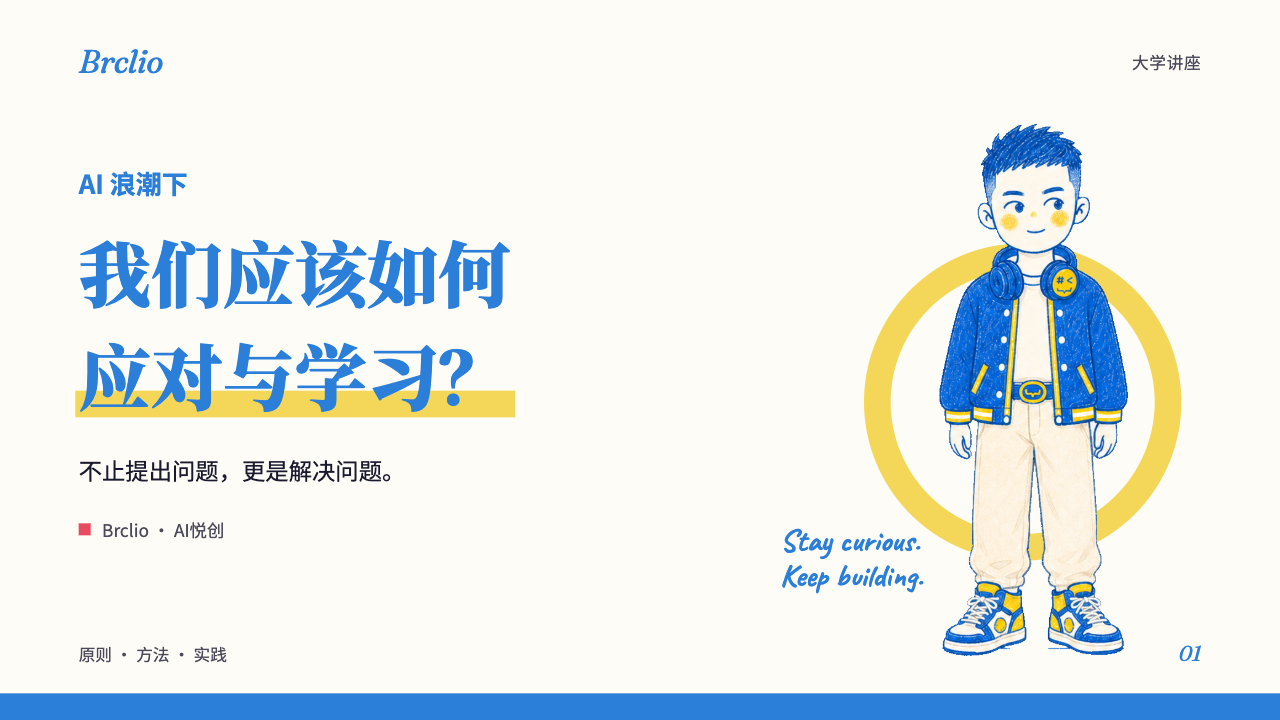 Brclio
大学讲座
AI 浪潮下
我们应该如何
应对与学习?
不止提出问题，更是解决问题。
Brclio · AI悦创
Stay curious.
Keep building.
原则 · 方法 · 实践
01